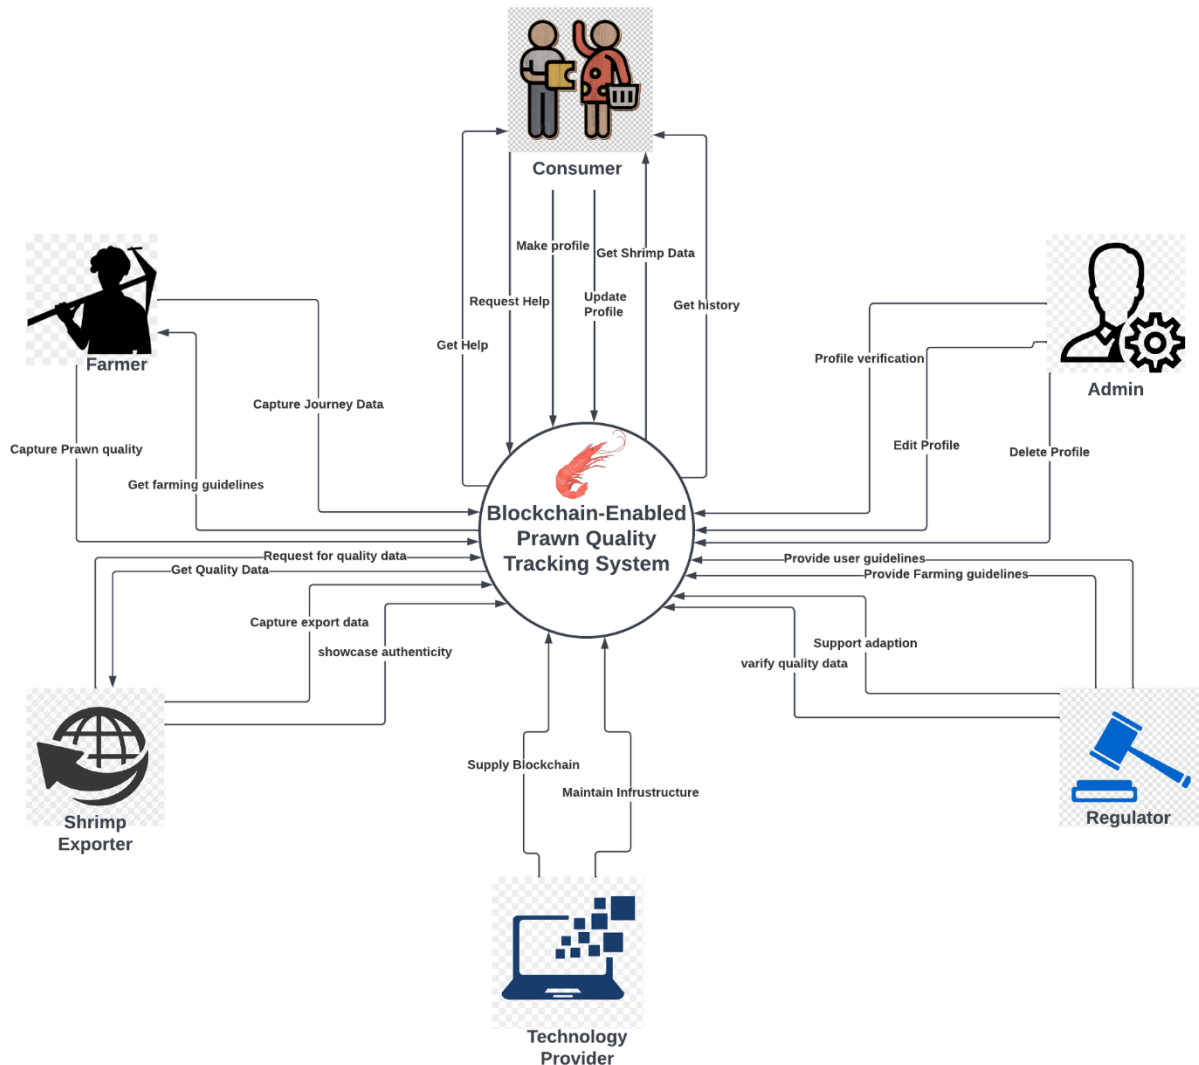 Consumer
Make profile
Get Shrimp Data
Request Help
Update
Profile
Get history
Get Help
Farmer
Profile verification
Admin
Capture Journey Data
Capture Prawn quality
Edit Profile
Delete Profile
Get farming guidelines
Blockchain-Enabled
Prawn Quality
Tracking System
Request for quality data
Get Quality Data
Provide user guidelines
Provide Farming guidelines
Capture export data
showcase authenticity
Support adaption
varify quality data
Supply Blockchain
Maintain Infrustructure
Shrimp
Exporter
Regulator
Technology
Provider